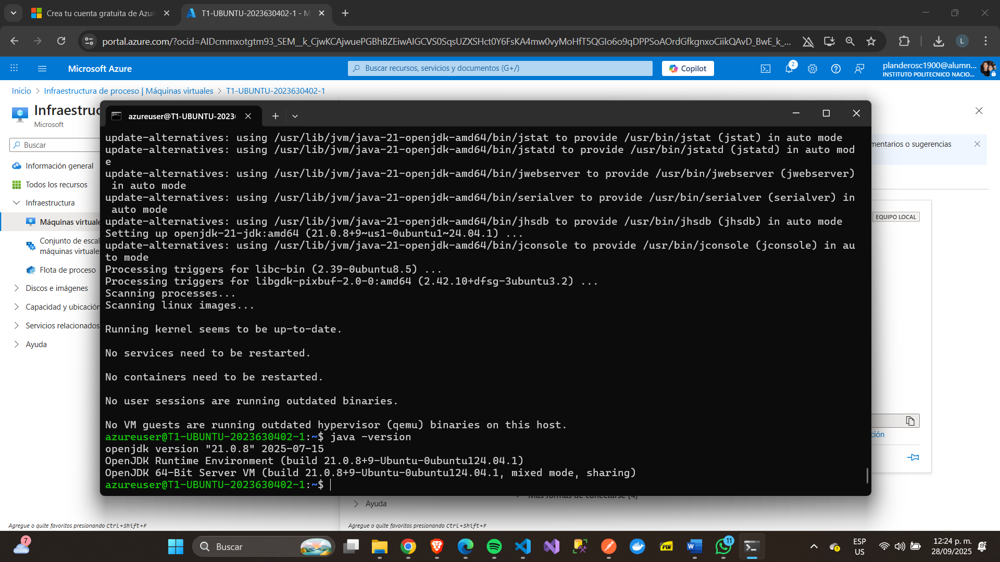 Crea tu cuenta gratuita de Azur
T1-UBUNTU-2023630402-1 - M
portal.azure.com/?ocid=AIDcmmxotgtm93_SEM__k_CjwKCAjwuePGBhBZEiwAIGCVS0SqsUZXSHct0Y6FsKA4mw0vyMoHfT5QGIo6o9qDPPSoAOrdGfkgnxoCiikQAvD_BwE_k_...
L
Microsoft Azure
Buscar recursos, servicios y documentos (G+/)
Copilot
2
planderosc1900@alumn...
INSTITUTO POLITECNICO NACIO...
Inicio > Infraestructura de proceso | Máquinas virtuales > T1-UBUNTU-2023630402-1
Infraestruc
Microsoft
Buscar
Información general
Todos los recursos
Infraestructura
Máquinas virtuale
Conjunto de escal
máquinas virtuale
Flota de proceso
Discos e imágenes
Capacidad y ubicación
Servicios relacionados
Ayuda
mentarios o sugerencias
EQUIPO LOCAL
ción
azureuser@T1-UBUNTU-2023
update-alternatives: using /usr/lib/jvm/java-21-openjdk-amd64/bin/jstat to provide /usr/bin/jstat (jstat) in auto mode
update-alternatives: using /usr/lib/jvm/java-21-openjdk-amd64/bin/jstatd to provide /usr/bin/jstatd (jstatd) in auto mod
e
update-alternatives: using /usr/lib/jvm/java-21-openjdk-amd64/bin/jwebserver to provide /usr/bin/jwebserver (jwebserver)
 in auto mode
update-alternatives: using /usr/lib/jvm/java-21-openjdk-amd64/bin/serialver to provide /usr/bin/serialver (serialver) in
 auto mode
update-alternatives: using /usr/lib/jvm/java-21-openjdk-amd64/bin/jhsdb to provide /usr/bin/jhsdb (jhsdb) in auto mode
Setting up openjdk-21-jdk:amd64 (21.0.8+9~us1-0ubuntu1~24.04.1) ...
update-alternatives: using /usr/lib/jvm/java-21-openjdk-amd64/bin/jconsole to provide /usr/bin/jconsole (jconsole) in au
to mode
Processing triggers for libc-bin (2.39-0ubuntu8.5) ...
Processing triggers for libgdk-pixbuf-2.0-0:amd64 (2.42.10+dfsg-3ubuntu3.2) ...
Scanning processes...
Scanning linux images...
Running kernel seems to be up-to-date.
No services need to be restarted.
No containers need to be restarted.
No user sessions are running outdated binaries.
No VM guests are running outdated hypervisor (qemu) binaries on this host.
azureuser@T1-UBUNTU-2023630402-1:~$ java -version
openjdk version "21.0.8" 2025-07-15
OpenJDK Runtime Environment (build 21.0.8+9-Ubuntu-0ubuntu124.04.1)
OpenJDK 64-Bit Server VM (build 21.0.8+9-Ubuntu-0ubuntu124.04.1, mixed mode, sharing)
azureuser@T1-UBUNTU-2023630402-1:~$
Más formas de conectarse (4)
Ayuda
Agregue o quite favoritos presionando Ctrl+Shift+F
Agregue o quite favoritos presionando Ctrl+Shift+F
7
Buscar
PDF
11
ESP
US
12:24 p. m.
28/09/2025